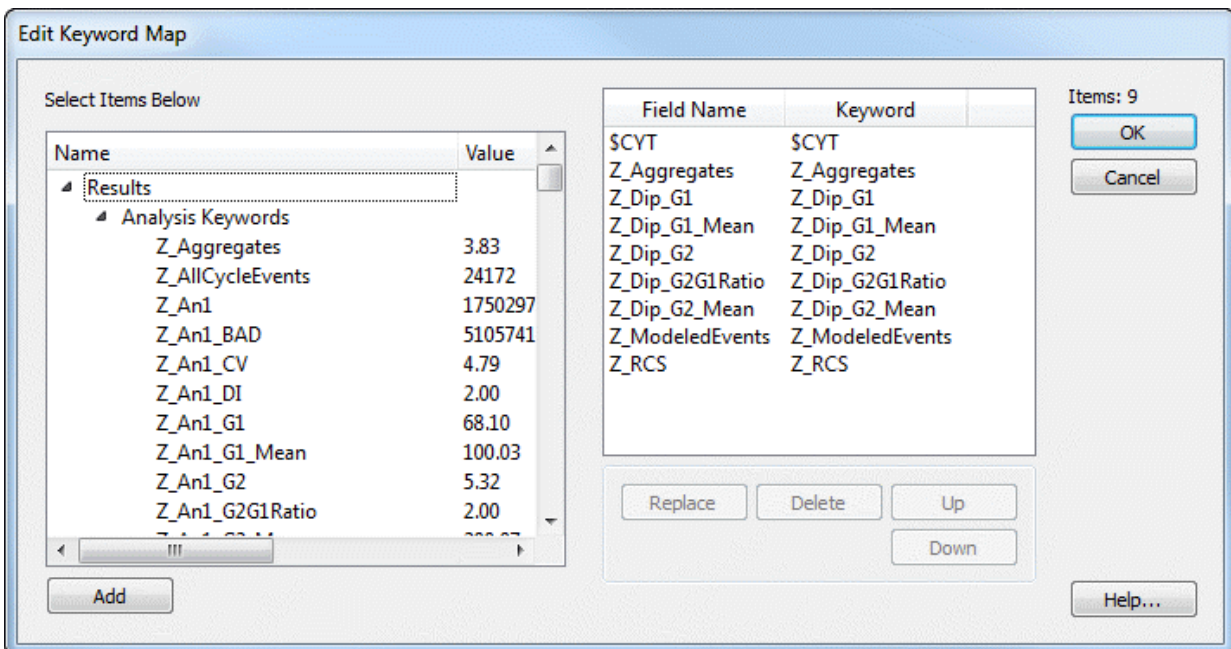 Edit Keyword Map
Select Items Below
Name Value
Results
Analysis Keywords
Z_Aggregates 3.83
Z_AllCycleEvents 24172
Z_An1 1750297
Z_An1_BAD 5105741
Z_An1_CV 4.79
Z_An1_DI 2.00
Z_An1_G1 68.10
Z_An1_G1_Mean 100.03
Z_An1_G2 5.32
Z_An1_G2G1Ratio 2.00
Add
Field Name Keyword
$CYT $CYT
Z_Aggregates Z_Aggregates
Z_Dip_G1 Z_Dip_G1
Z_Dip_G1_Mean Z_Dip_G1_Mean
Z_Dip_G2 Z_Dip_G2
Z_Dip_G2G1Ratio Z_Dip_G2G1Ratio
Z_Dip_G2_Mean Z_Dip_G2_Mean
Z_ModeledEvents Z_ModeledEvents
Z_RCS Z_RCS
Replace Delete Up
Down
Items: 9
OK
Cancel
Help...